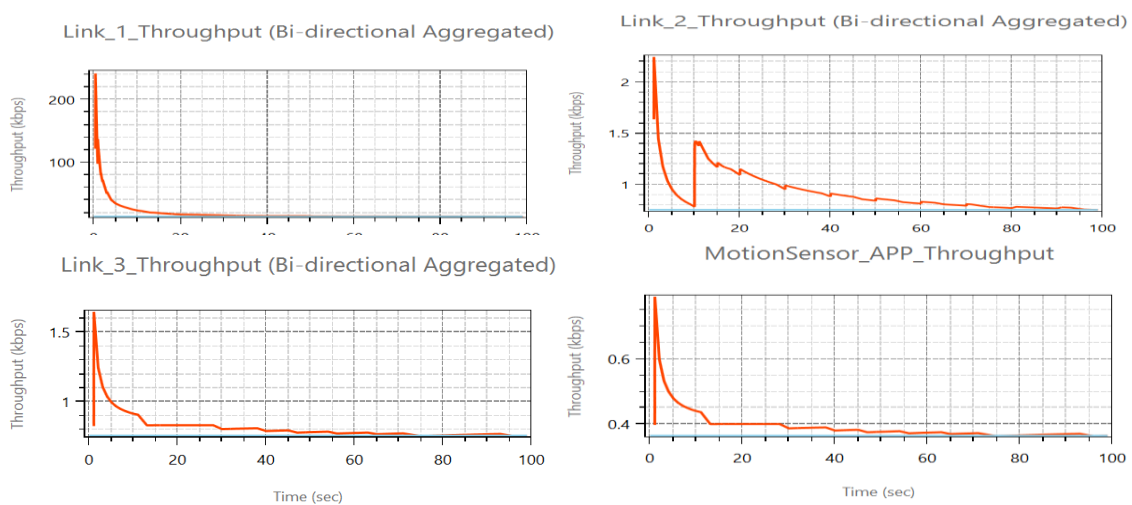 Link_1_Throughput (Bi-directional Aggregated)
Throughput (kbps)
200
100
0 20 40 60 80 100
Link_2_Throughput (Bi-directional Aggregated)
Throughput (kbps)
2
1.5
1
0 20 40 60 80 100
Link_3_Throughput (Bi-directional Aggregated)
Throughput (kbps)
1.5
1
0 20 40 60 80 100
Time (sec)
MotionSensor_APP_Throughput
Throughput (kbps)
0.6
0.4
0 20 40 60 80 100
Time (sec)